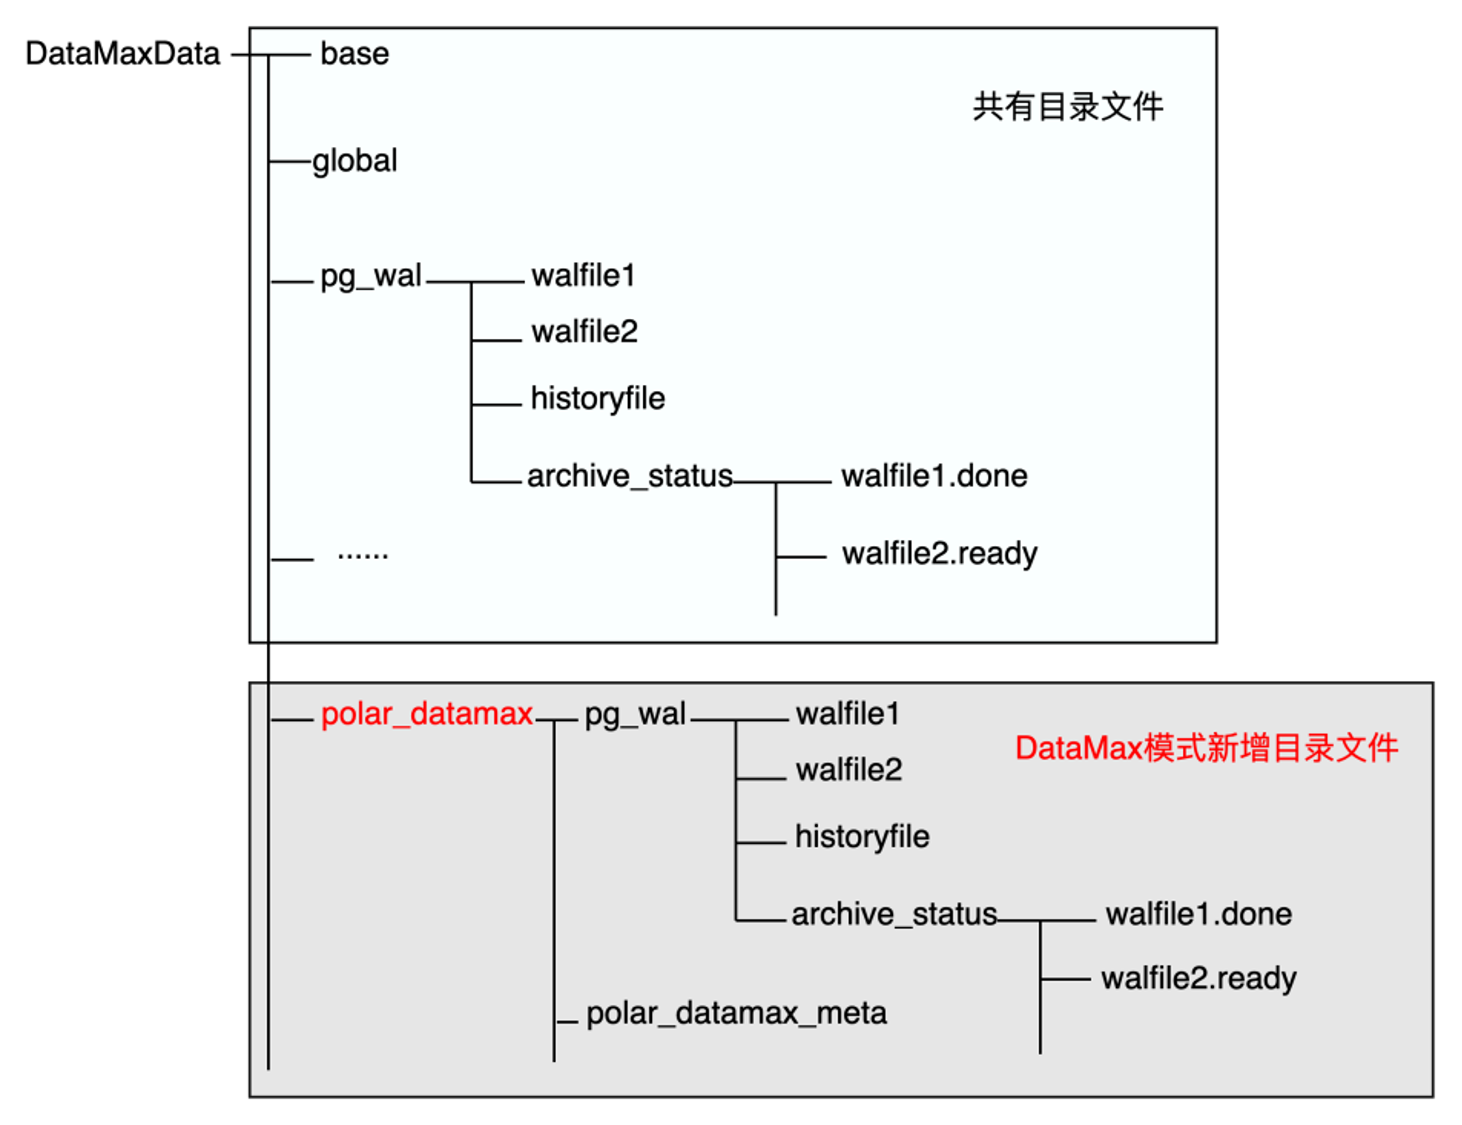 DataMaxData
base
共有目录文件
global
pg_wal
walfile1
walfile2
historyfile
archive_status
walfile1.done
walfile2.ready
......
polar_datamax
pg_wal
walfile1
DataMax模式新增目录文件
walfile2
historyfile
archive_status
walfile1.done
walfile2.ready
polar_datamax_meta